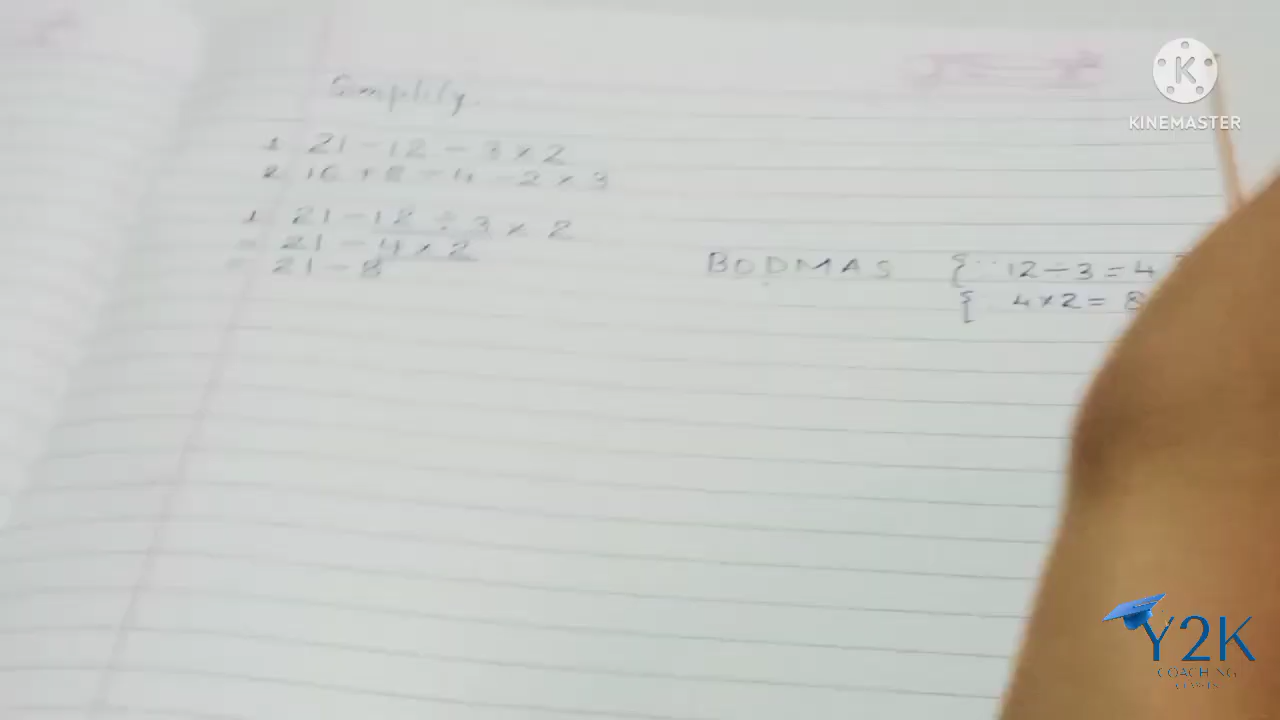 Simplify
KINEMASTER
1. 21 - 12 ÷ 3 × 2
2. 16 + 8 ÷ 4 - 2 × 3
1. 21 - 12 ÷ 3 × 2
= 21 - 4 × 2
= 21 - 8
BODMAS { ∵ 12 ÷ 3 = 4 }
{ 4 × 2 = 8
Y2K
COACHING
CLASSES